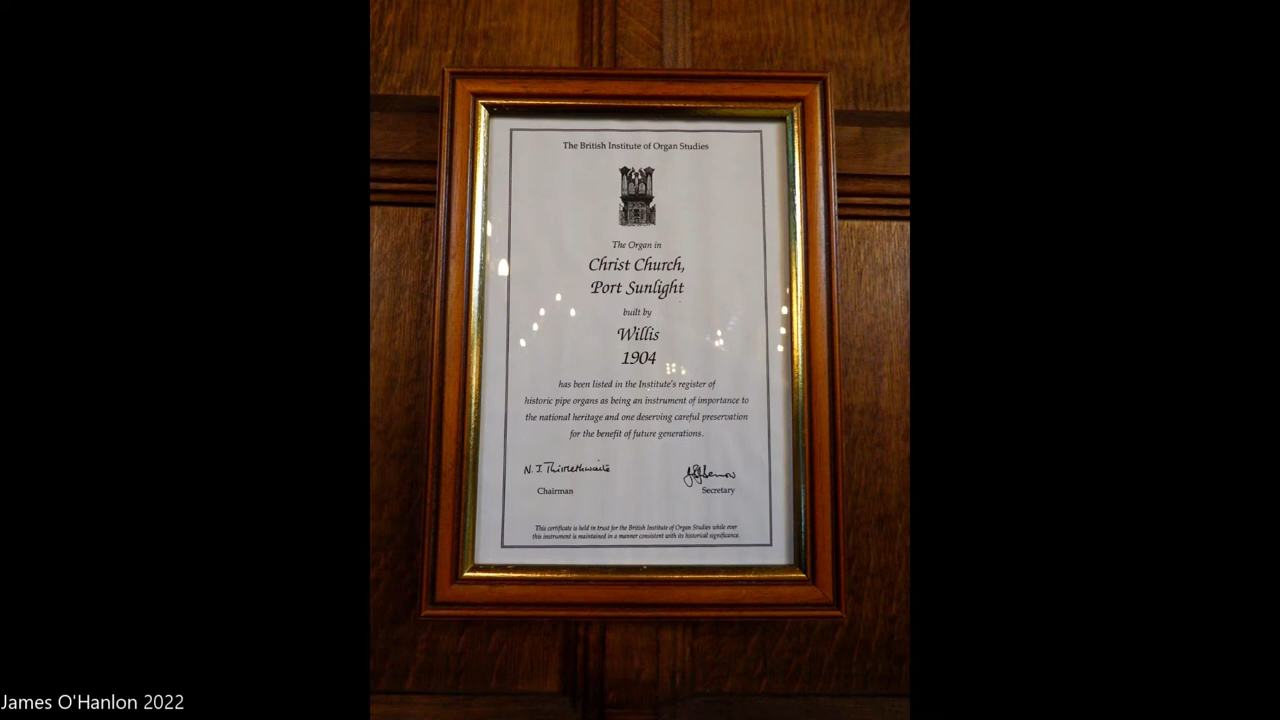 The British Institute of Organ Studies
The Organ in
Christ Church,
Port Sunlight
built by
Willis
1904
has been listed in the Institute's register of
historic pipe organs as being an instrument of importance to
the national heritage and one deserving careful preservation
for the benefit of future generations.
N. J. Thistlethwaite
Chairman
Secretary
This certificate is held in trust for the British Institute of Organ Studies while ever
this instrument is maintained in a manner consistent with its historical significance.
James O'Hanlon 2022